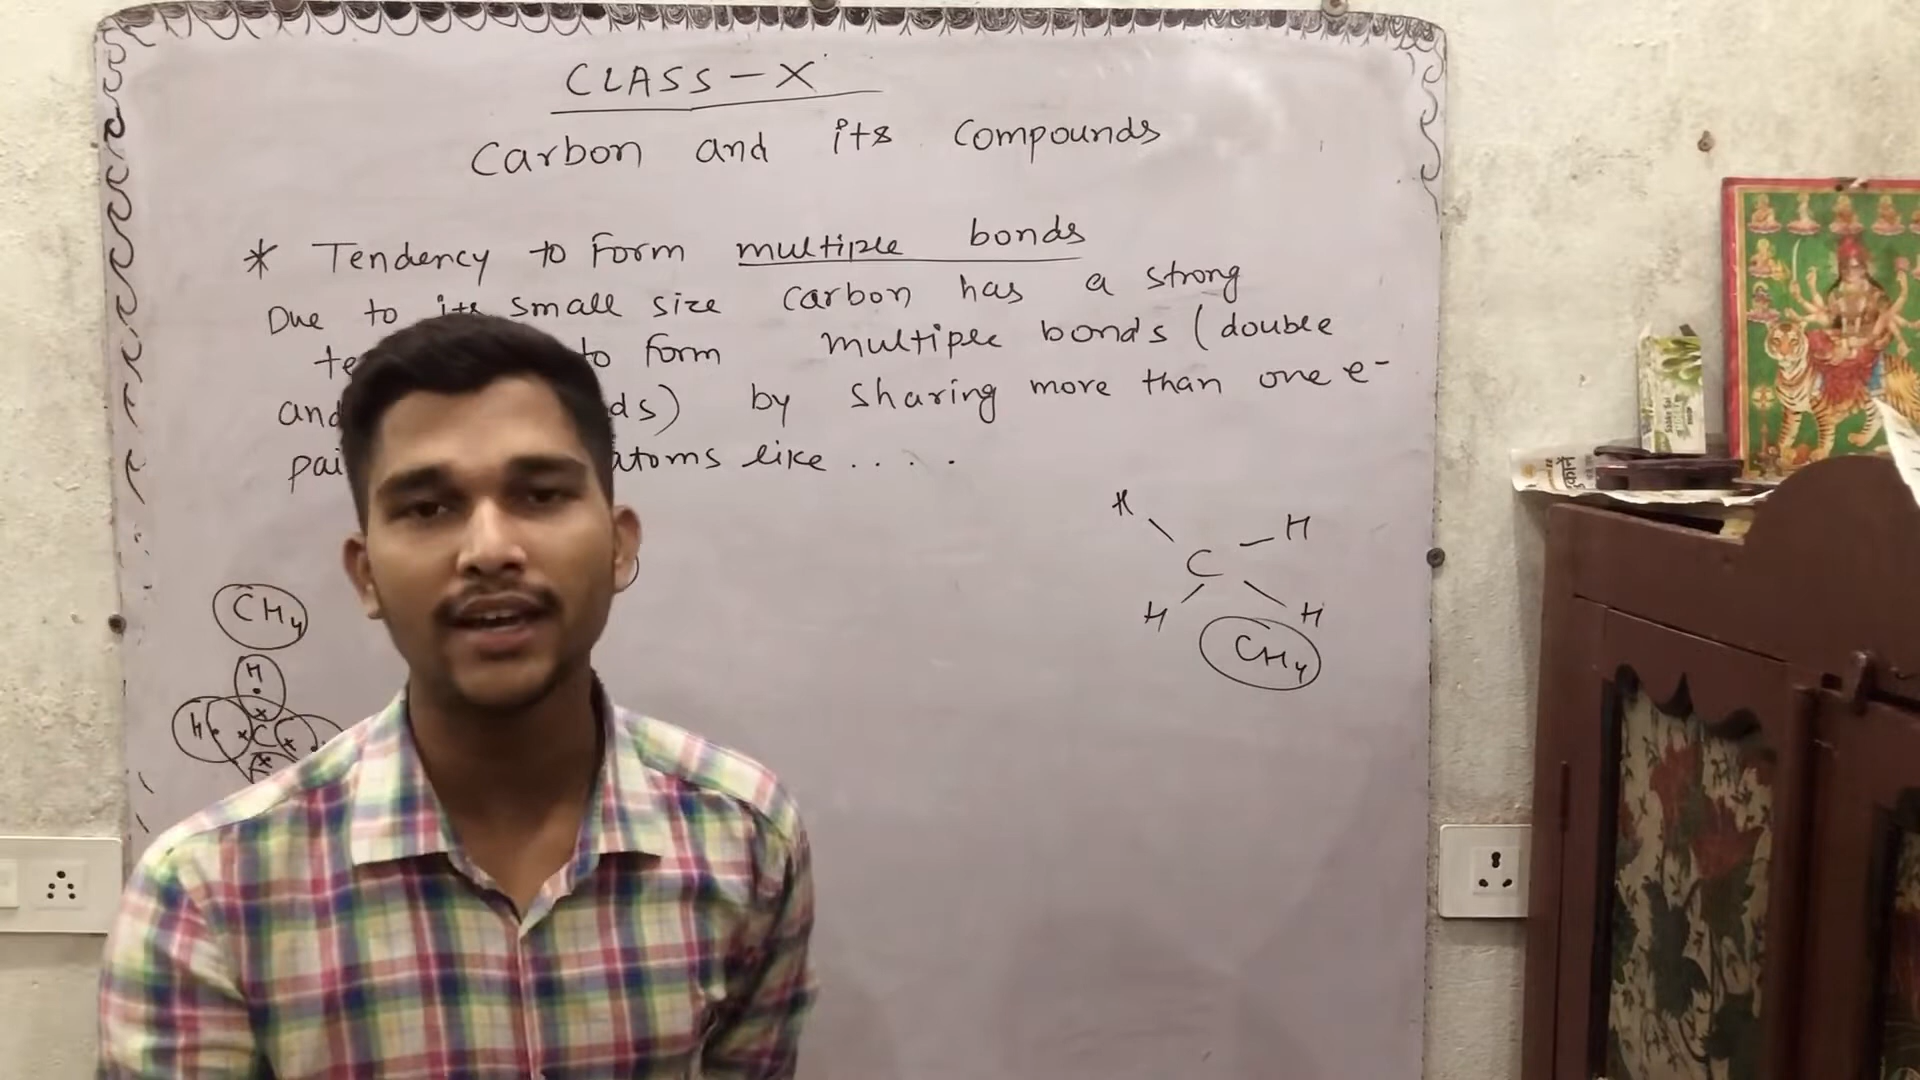 CLASS - X
Carbon and its Compounds
* Tendency to Form multiple bonds
Due to its small size carbon has a strong
te to Form multiple bonds (double
and ds) by sharing more than one e-
pai atoms like ....
H
H
C
H H
CH4
CH4
H
H C